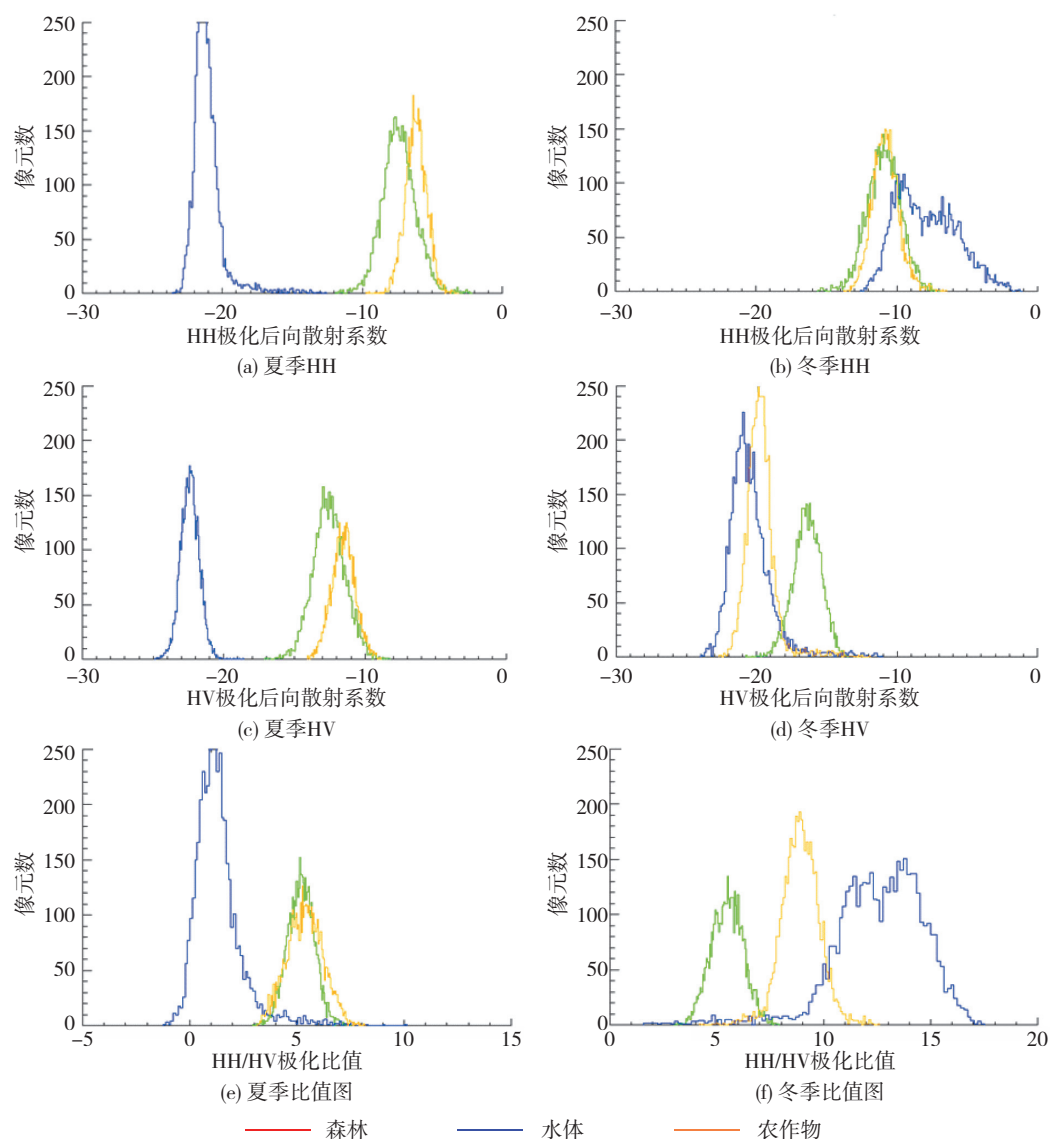 250
200
150
100
50
0
像元数
-30 -20 -10 0
HH极化后向散射系数
(a) 夏季HH
250
200
150
100
50
0
像元数
-30 -20 -10 0
HH极化后向散射系数
(b) 冬季HH
250
200
150
100
50
0
像元数
-30 -20 -10 0
HV极化后向散射系数
(c) 夏季HV
250
200
150
100
50
0
像元数
-30 -20 -10 0
HV极化后向散射系数
(d) 冬季HV
250
200
150
100
50
0
像元数
-5 0 5 10 15
HH/HV极化比值
(e) 夏季比值图
250
200
150
100
50
0
像元数
0 5 10 15 20
HH/HV极化比值
(f) 冬季比值图
森林 水体 农作物